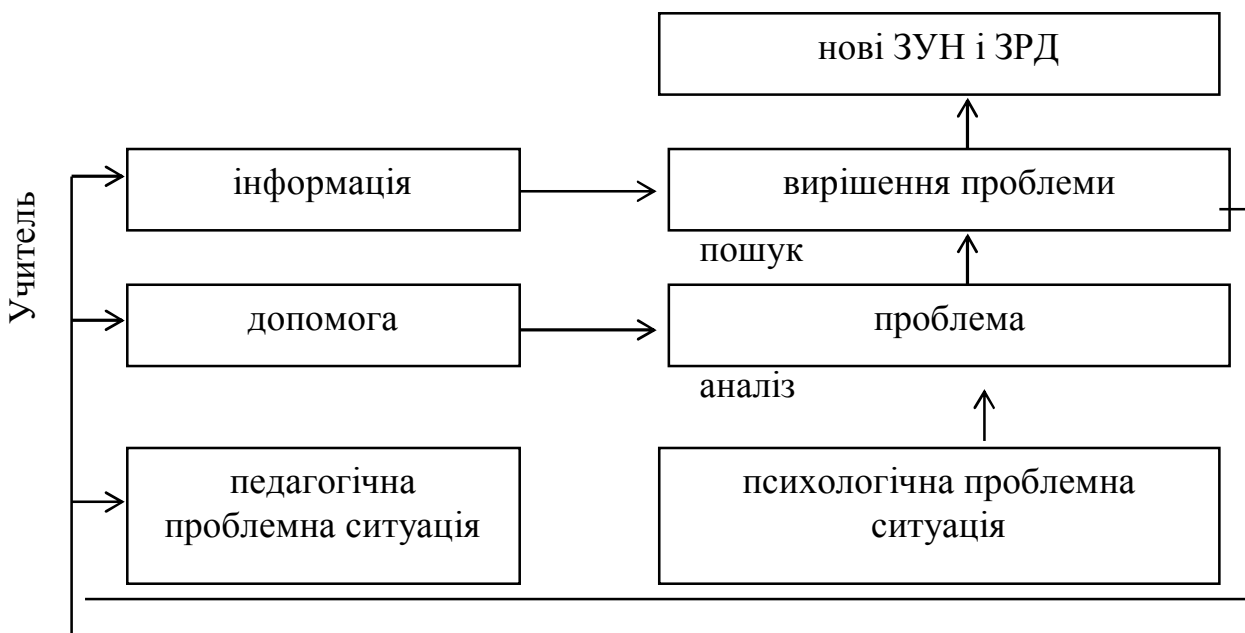 нові ЗУН і ЗРД
Учитель
інформація
вирішення проблеми
пошук
допомога
проблема
аналіз
педагогічна
проблемна ситуація
психологічна проблемна
ситуація